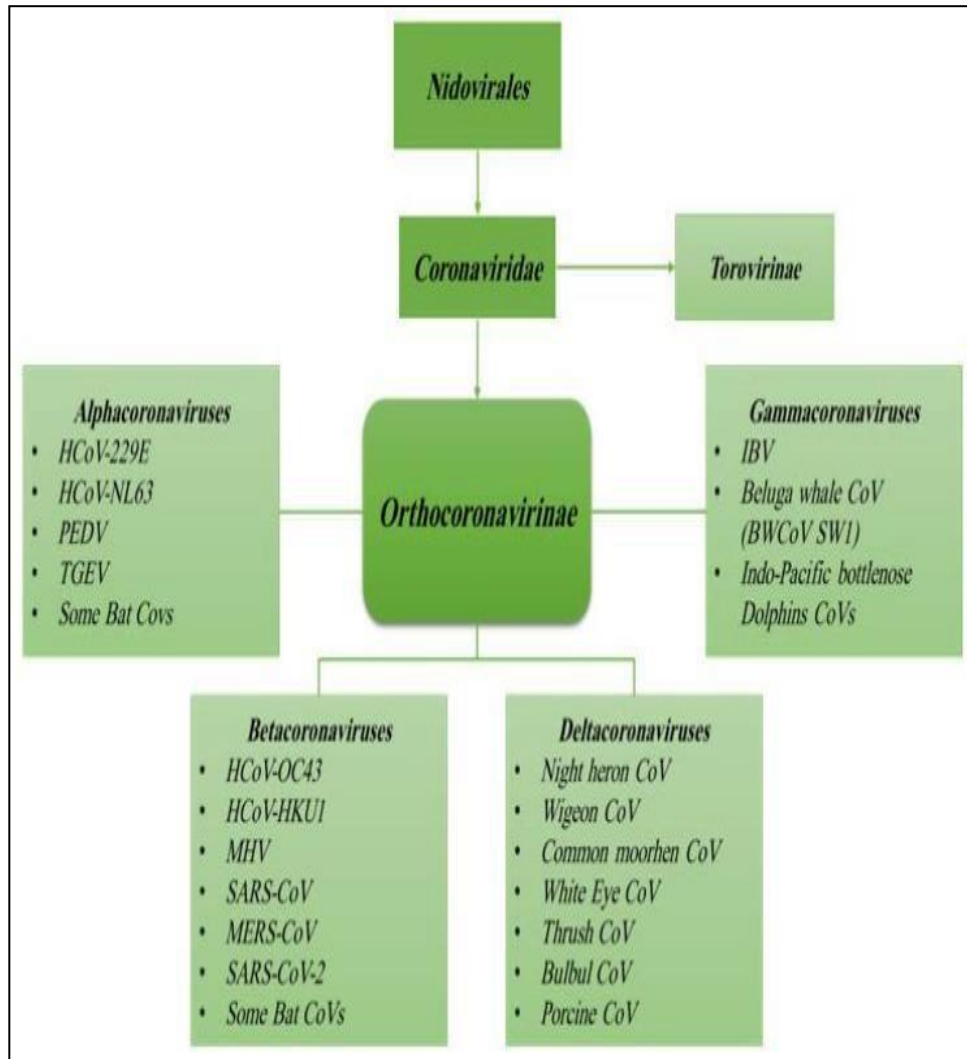 Nidovirales
Coronaviridae
Torovirinae
Alphacoronaviruses
• HCoV-229E
• HCoV-NL63
• PEDV
• TGEV
• Some Bat Covs
Orthocoronavirinae
Gammacoronaviruses
• IBV
• Beluga whale CoV
(BWCoV SW1)
• Indo-Pacific bottlenose
Dolphins CoVs
Betacoronaviruses
• HCoV-OC43
• HCoV-HKU1
• MHV
• SARS-CoV
• MERS-CoV
• SARS-CoV-2
• Some Bat CoVs
Deltacoronaviruses
• Night heron CoV
• Wigeon CoV
• Common moorhen CoV
• White Eye CoV
• Thrush CoV
• Bulbul CoV
• Porcine CoV